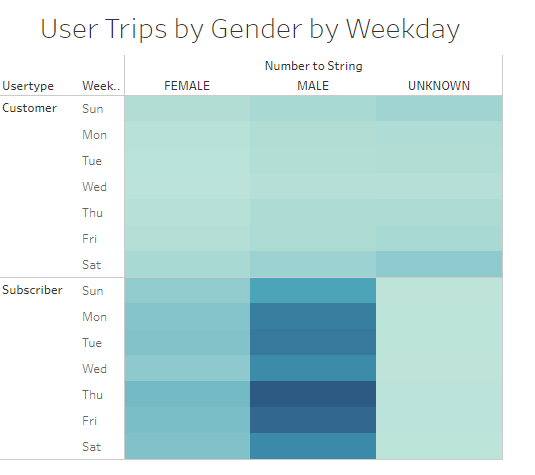 User Trips by Gender by Weekday
Number to String
Usertype Week.. FEMALE MALE UNKNOWN
Customer Sun
Mon
Tue
Wed
Thu
Fri
Sat
Subscriber Sun
Mon
Tue
Wed
Thu
Fri
Sat